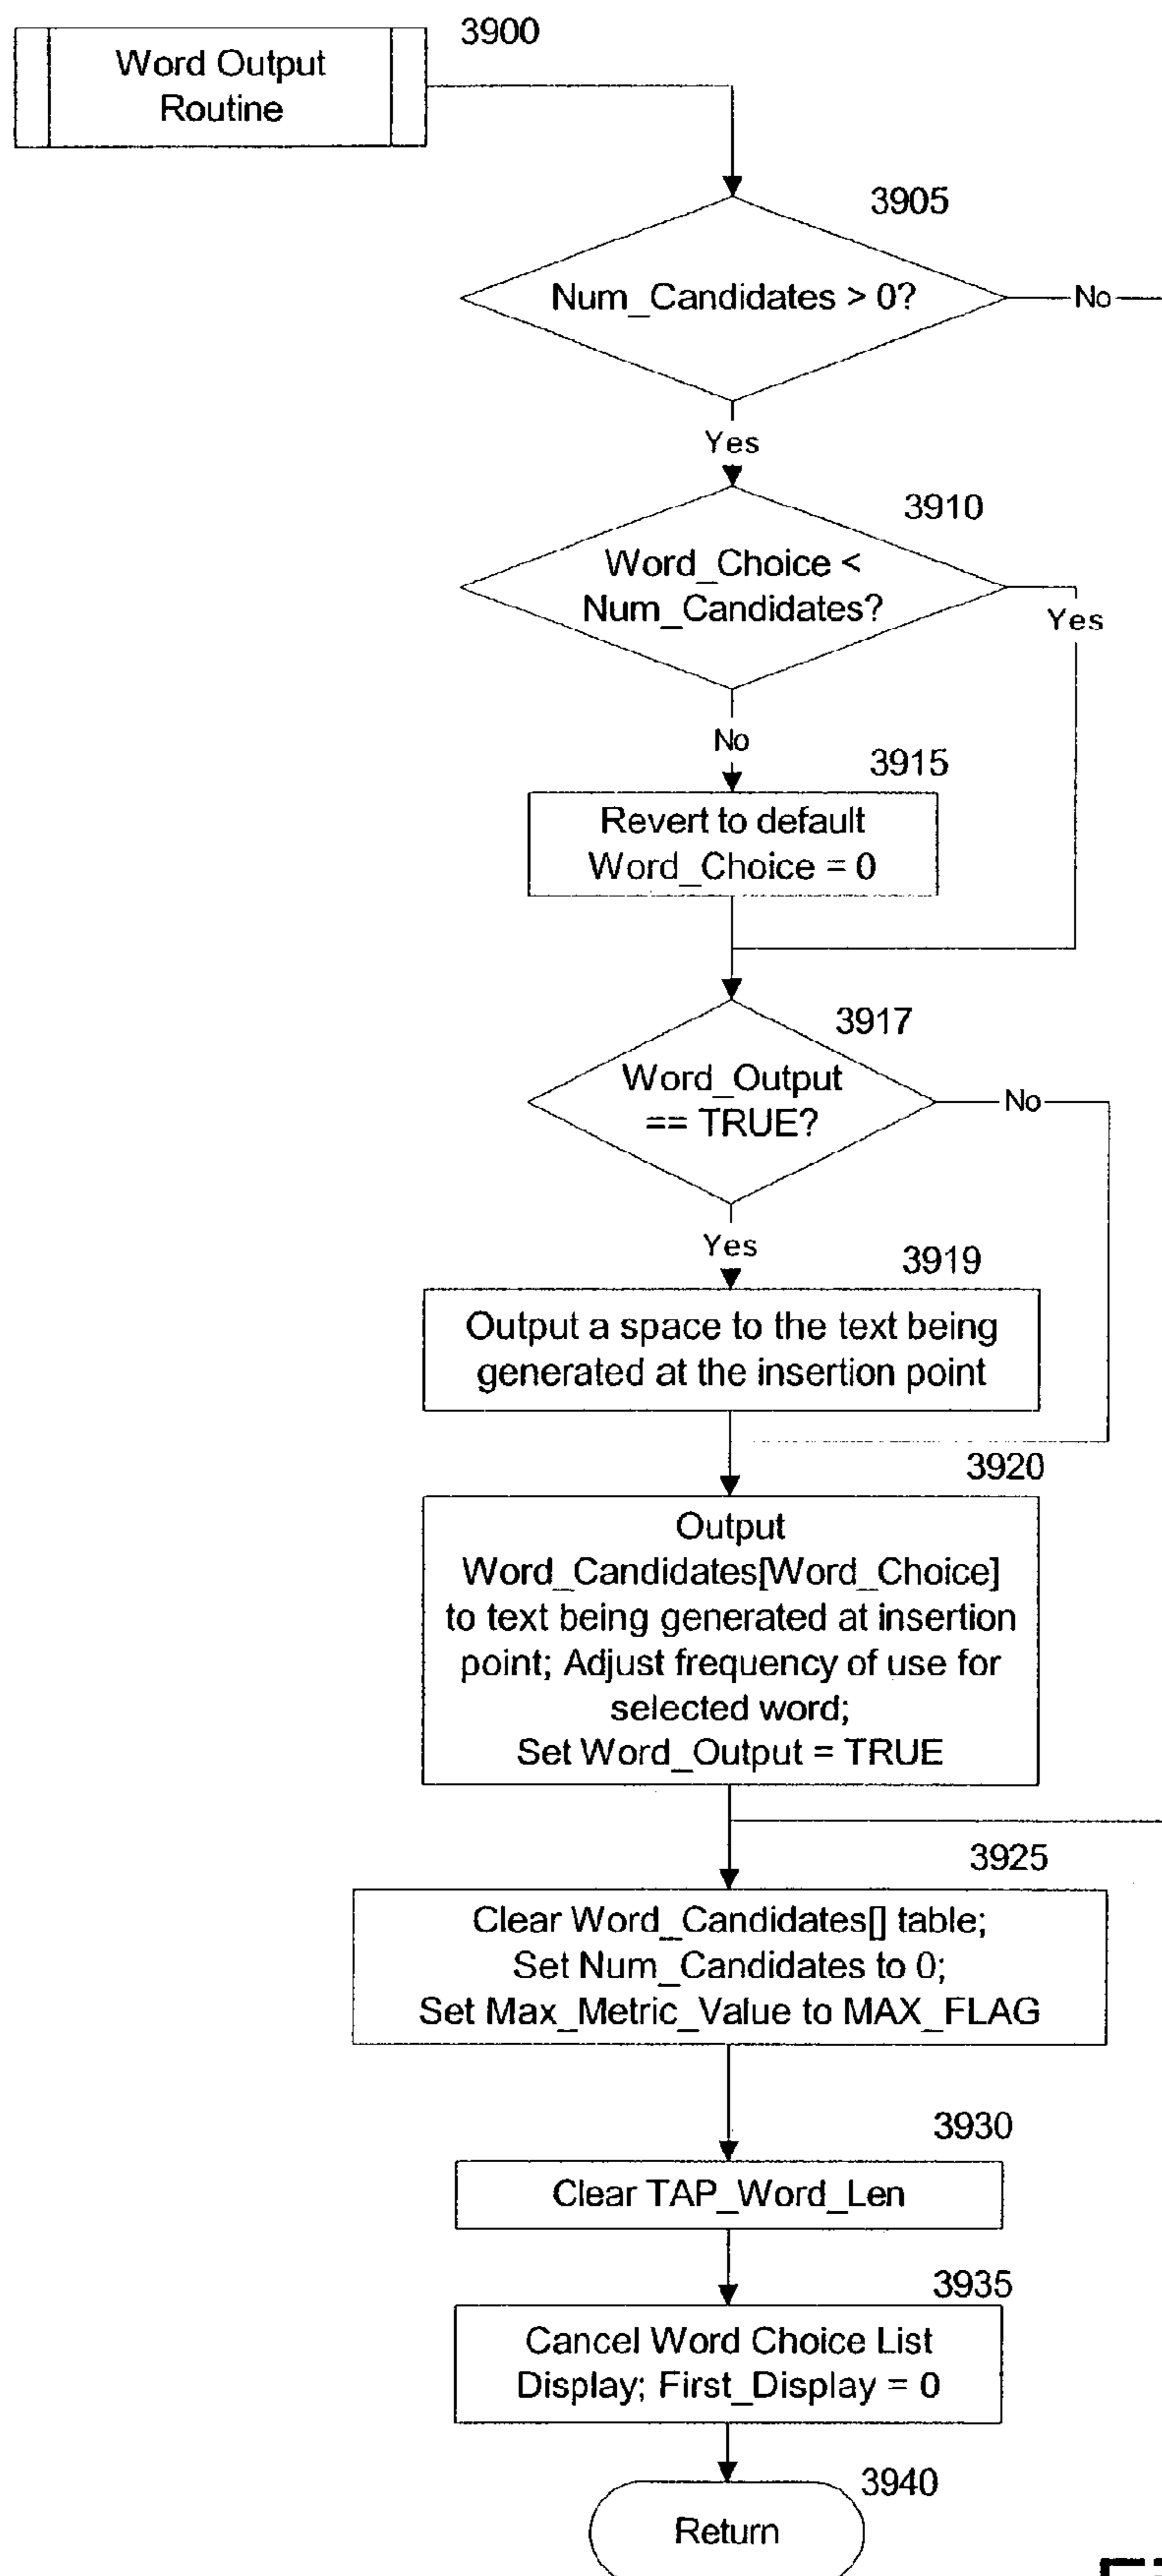 3900
Word Output
Routine
3905
Num_Candidates > 0?
No
Yes
3910
Word_Choice <
Num_Candidates?
Yes
No
3915
Revert to default
Word_Choice = 0
3917
Word_Output
== TRUE?
No
Yes
3919
Output a space to the text being
generated at the insertion point
3920
Output
Word_Candidates[Word_Choice]
to text being generated at insertion
point; Adjust frequency of use for
selected word;
Set Word_Output = TRUE
3925
Clear Word_Candidates[] table;
Set Num_Candidates to 0;
Set Max_Metric_Value to MAX_FLAG
3930
Clear TAP_Word_Len
3935
Cancel Word Choice List
Display; First_Display = 0
3940
Return